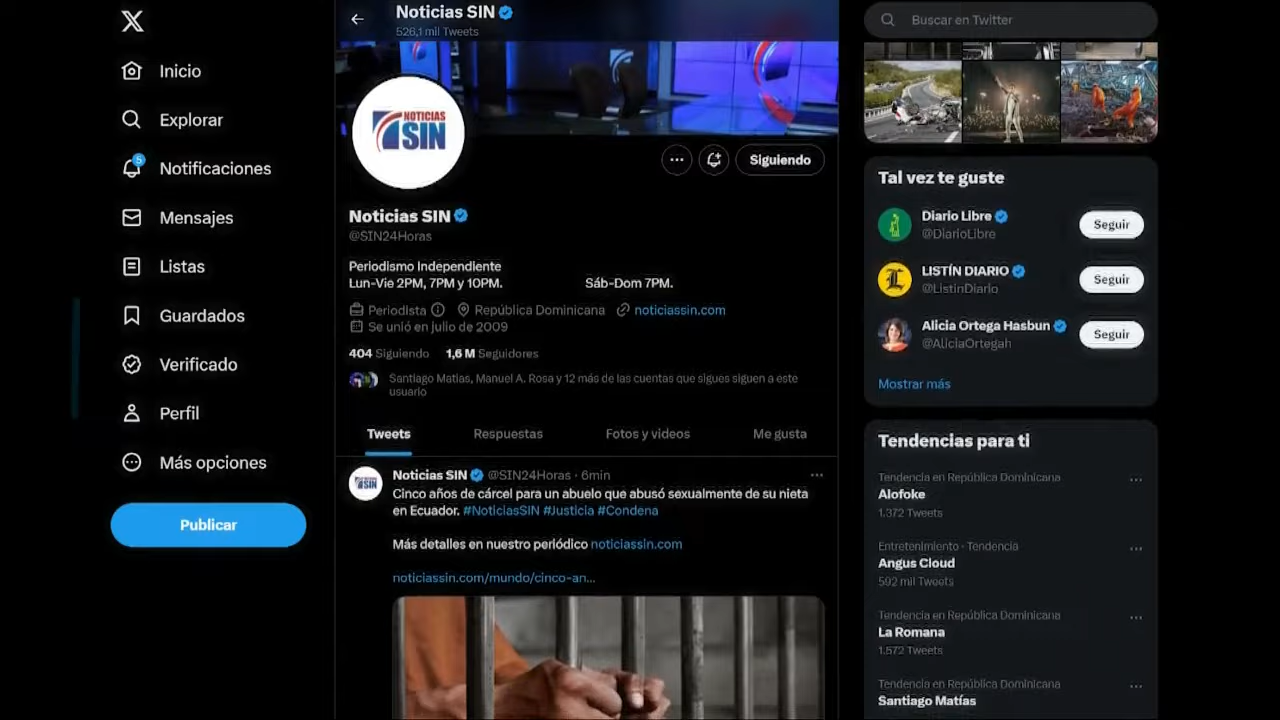 Inicio
Explorar
5
Notificaciones
Mensajes
Listas
Guardados
Verificado
Perfil
Más opciones
Publicar
Noticias SIN
526,1 mil Tweets
NOTICIAS
SIN
Siguiendo
Noticias SIN
@SIN24Horas
Periodismo Independiente
Lun-Vie 2PM, 7PM y 10PM. Sáb-Dom 7PM.
Periodista República Dominicana noticiassin.com
Se unió en julio de 2009
404 Siguiendo 1,6 M Seguidores
Santiago Matias, Manuel A. Rosa y 12 más de las cuentas que sigues siguen a este
usuario
Tweets Respuestas Fotos y videos Me gusta
NOTICIAS
SIN
Noticias SIN @SIN24Horas · 6min
Cinco años de cárcel para un abuelo que abusó sexualmente de su nieta
en Ecuador. #NoticiasSIN #Justicia #Condena
Más detalles en nuestro periódico noticiassin.com
noticiassin.com/mundo/cinco-an...
Buscar en Twitter
Tal vez te guste
Diario Libre
@DiarioLibre
Seguir
L
LISTÍN DIARIO
@ListinDiario
Seguir
Alicia Ortega Hasbun
@AliciaOrtegah
Seguir
Mostrar más
Tendencias para ti
Tendencia en República Dominicana
Alofoke
1.372 Tweets
Entretenimiento · Tendencia
Angus Cloud
592 mil Tweets
Tendencia en República Dominicana
La Romana
1.572 Tweets
Tendencia en República Dominicana
Santiago Matías